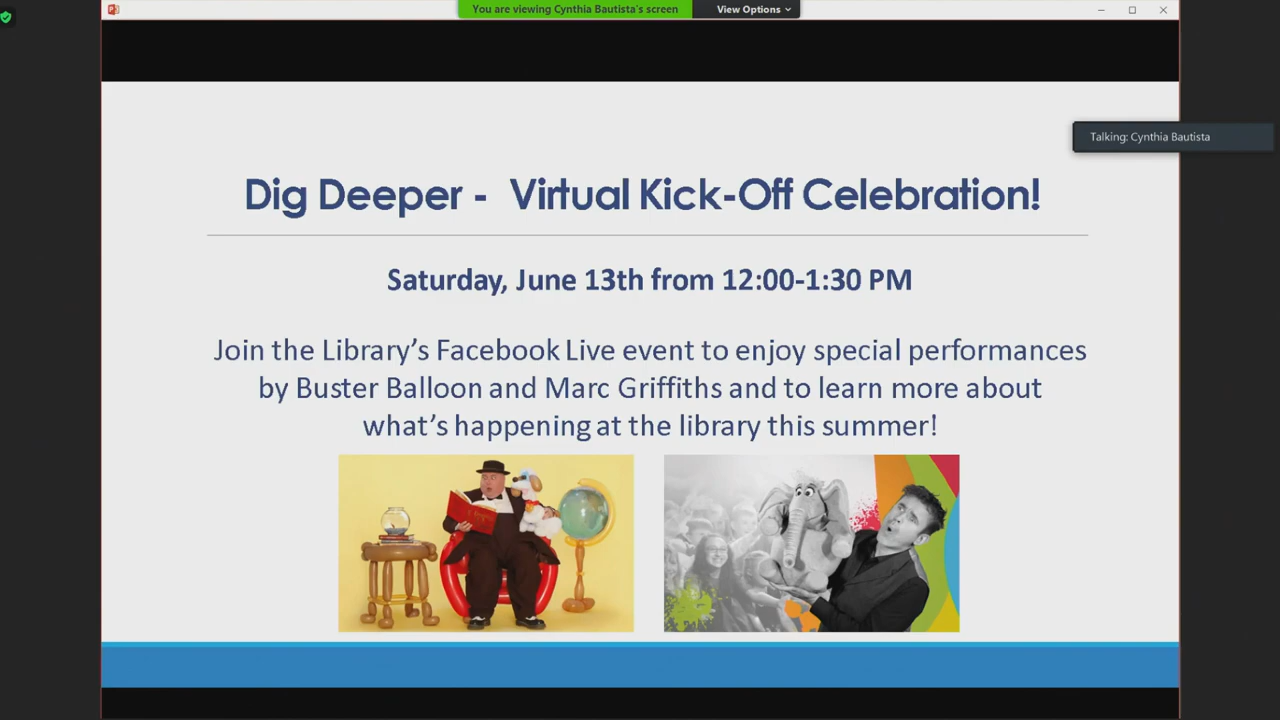 You are viewing Cynthia Bautista's screen
View Options
Talking: Cynthia Bautista
Dig Deeper - Virtual Kick-Off Celebration!
Saturday, June 13th from 12:00-1:30 PM
Join the Library's Facebook Live event to enjoy special performances
by Buster Balloon and Marc Griffiths and to learn more about
what's happening at the library this summer!